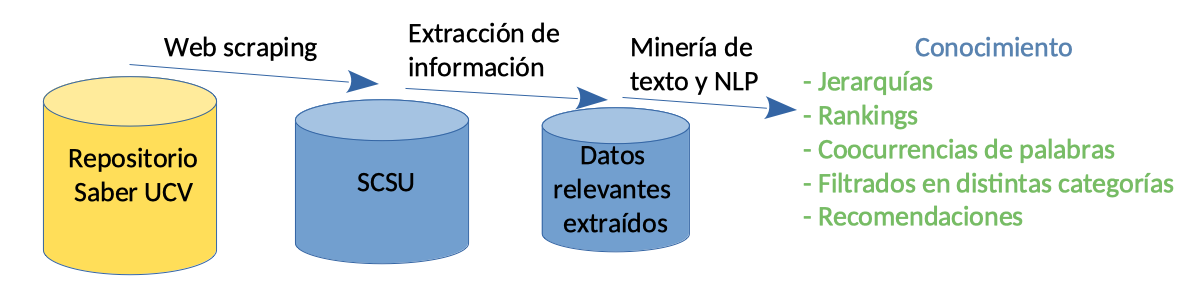 Web scraping
Extracción de
información
Minería de
texto y NLP
Conocimiento
- Jerarquías
- Rankings
- Coocurrencias de palabras
- Filtrados en distintas categorías
- Recomendaciones
Repositorio
Saber UCV
SCSU
Datos
relevantes
extraídos